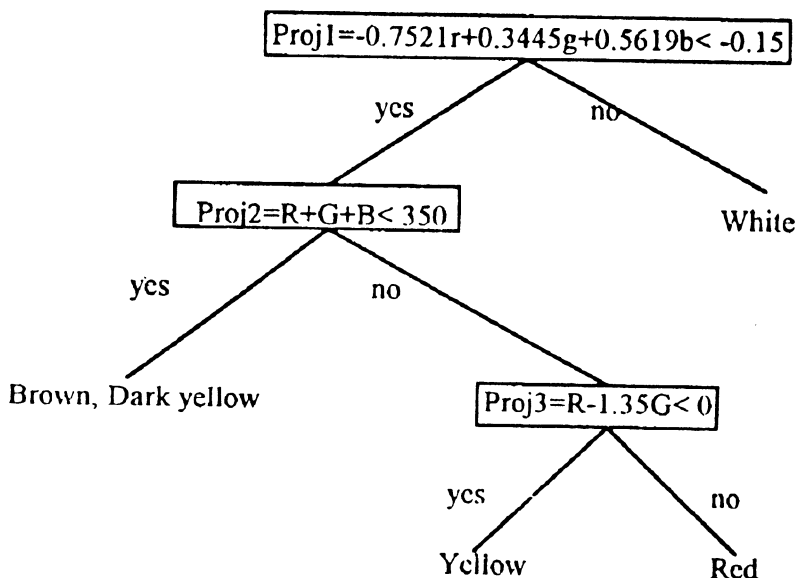 Proj1=-0.7521r+0.3445g+0.5619b< -0.15
yes
no
White
Proj2=R+G+B< 350
yes
no
Brown, Dark yellow
Proj3=R-1.35G< 0
yes
no
Yellow
Red